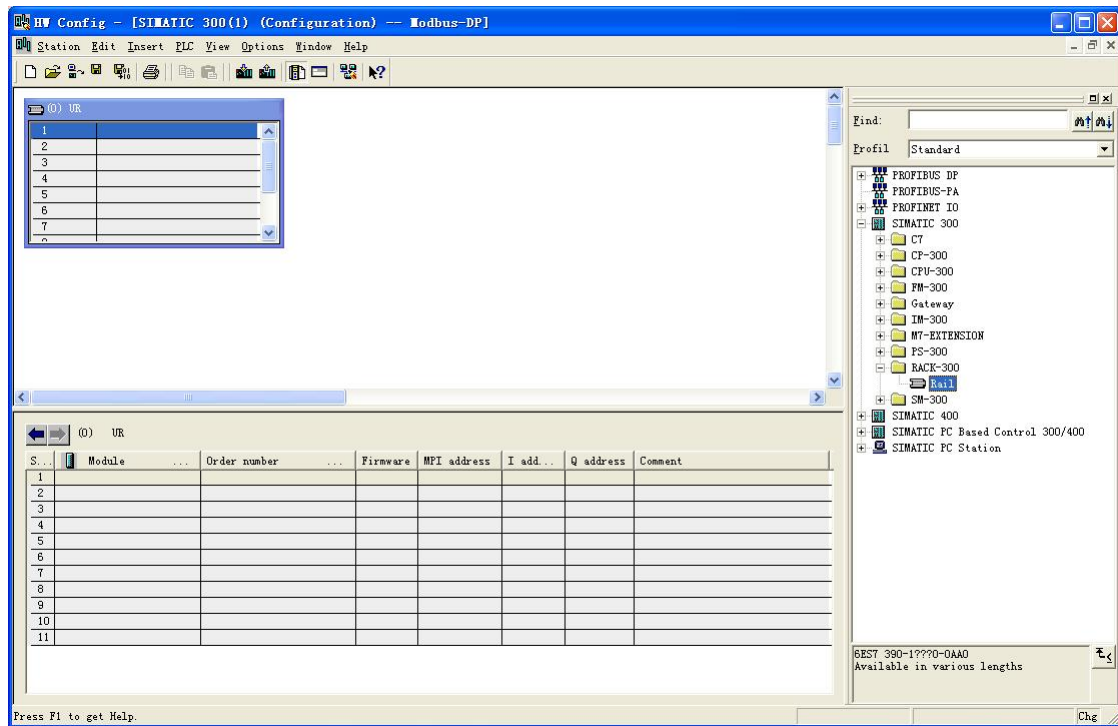 HW Config - [SIMATIC 300(1) (Configuration) -- Modbus-DP]
Station Edit Insert PLC View Options Window Help
(0) UR
1
2
3
4
5
6
7
Find:
Profil Standard
PROFIBUS DP
PROFIBUS-PA
PROFINET IO
SIMATIC 300
C7
CP-300
CPU-300
FM-300
Gateway
IM-300
M7-EXTENSION
PS-300
RACK-300
Rail
SM-300
SIMATIC 400
SIMATIC PC Based Control 300/400
SIMATIC PC Station
(0) UR
S... Module ... Order number ... Firmware MPI address I add... Q address Comment
1
2
3
4
5
6
7
8
9
10
11
6ES7 390-1???0-0AA0
Available in various lengths
Press F1 to get Help.
Chg